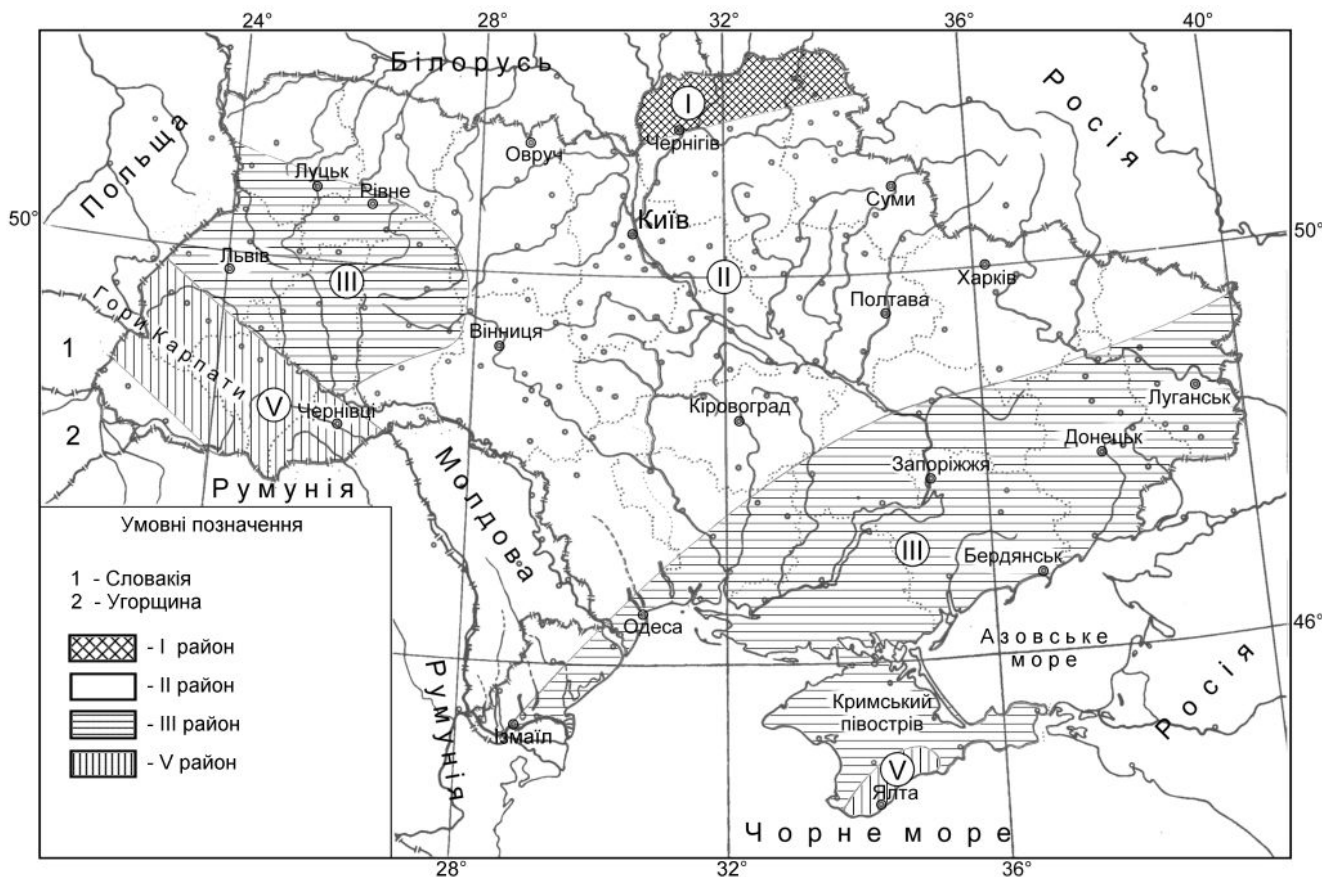 24° 28° 32° 36° 40°
Білорусь
Росія
Польща
I
Чернігів
Овруч
Луцьк
Рівне
Суми
Київ
50°
50°
Львів
III
II
Харків
Полтава
Вінниця
Гори Карпати
1
V
Чернівці
Кіровоград
Луганськ
2
Донецьк
Запоріжжя
Молдова
Румунія
III
Бердянськ
Одеса
46°
Азовське
море
Росія
Румунія
Кримський
півострів
Ізмаїл
V
Ялта
Чорне море
28° 32° 36°
Умовні позначення
1 - Словакія
2 - Угорщина
- I район
- II район
- III район
- V район